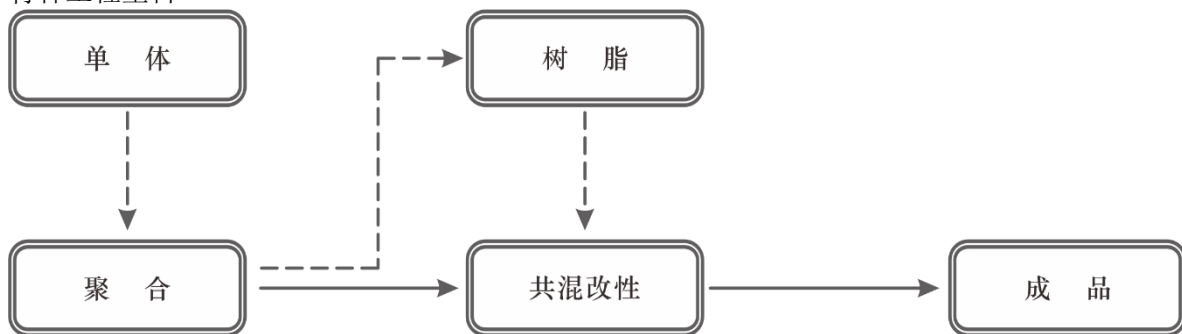 单 体
树 脂
聚 合
共混改性
成 品